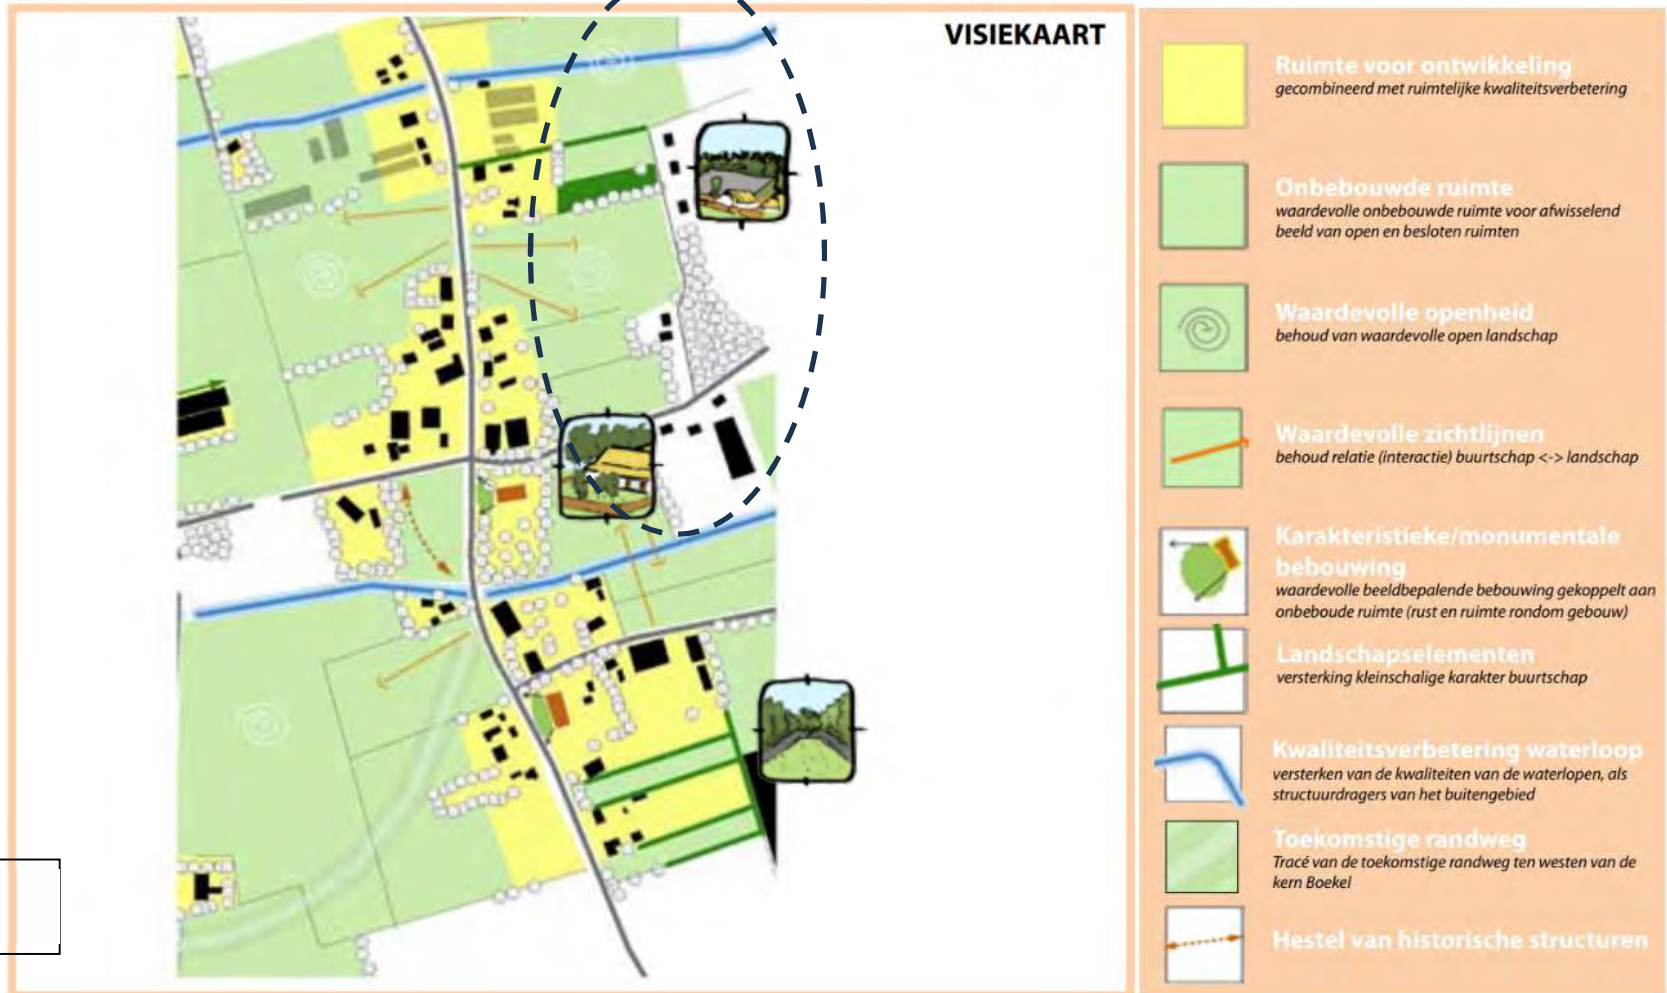 VISIEKAART
Ruimte voor ontwikkeling
gecombineerd met ruimtelijke kwaliteitsverbetering
Onbebouwde ruimte
waardevolle onbebouwde ruimte voor afwisselend
beeld van open en besloten ruimten
Waardevolle openheid
behoud van waardevolle open landschap
Waardevolle zichtlijnen
behoud relatie (interactie) buurtschap <-> landschap
Karakteristieke/monumentale
bebouwing
waardevolle beeldbepalende bebouwing gekoppelt aan
onbeboude ruimte (rust en ruimte rondom gebouw)
Landschapselementen
versterking kleinschalige karakter buurtschap
Kwaliteitsverbetering waterloop
versterken van de kwaliteiten van de waterlopen, als
structuurdragers van het buitengebied
Toekomstige randweg
Tracé van de toekomstige randweg ten westen van de
kern Boekel
Hestel van historische structuren